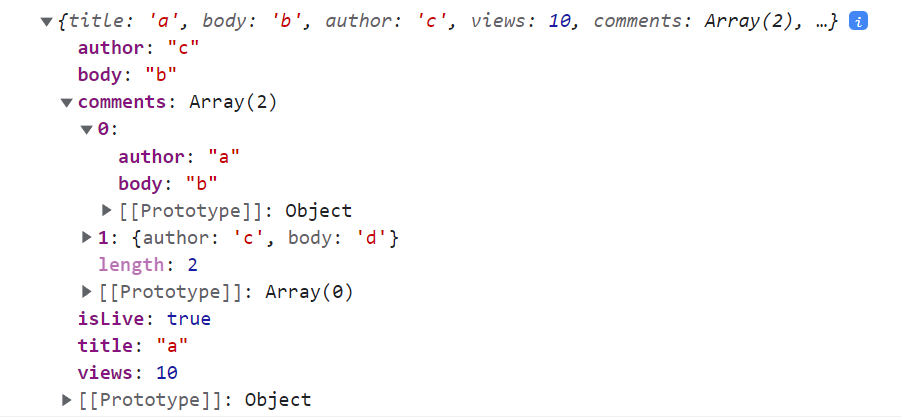 {title: 'a', body: 'b', author: 'c', views: 10, comments: Array(2), …} i
author: "c"
body: "b"
comments: Array(2)
0:
author: "a"
body: "b"
[[Prototype]]: Object
1: {author: 'c', body: 'd'}
length: 2
[[Prototype]]: Array(0)
isLive: true
title: "a"
views: 10
[[Prototype]]: Object